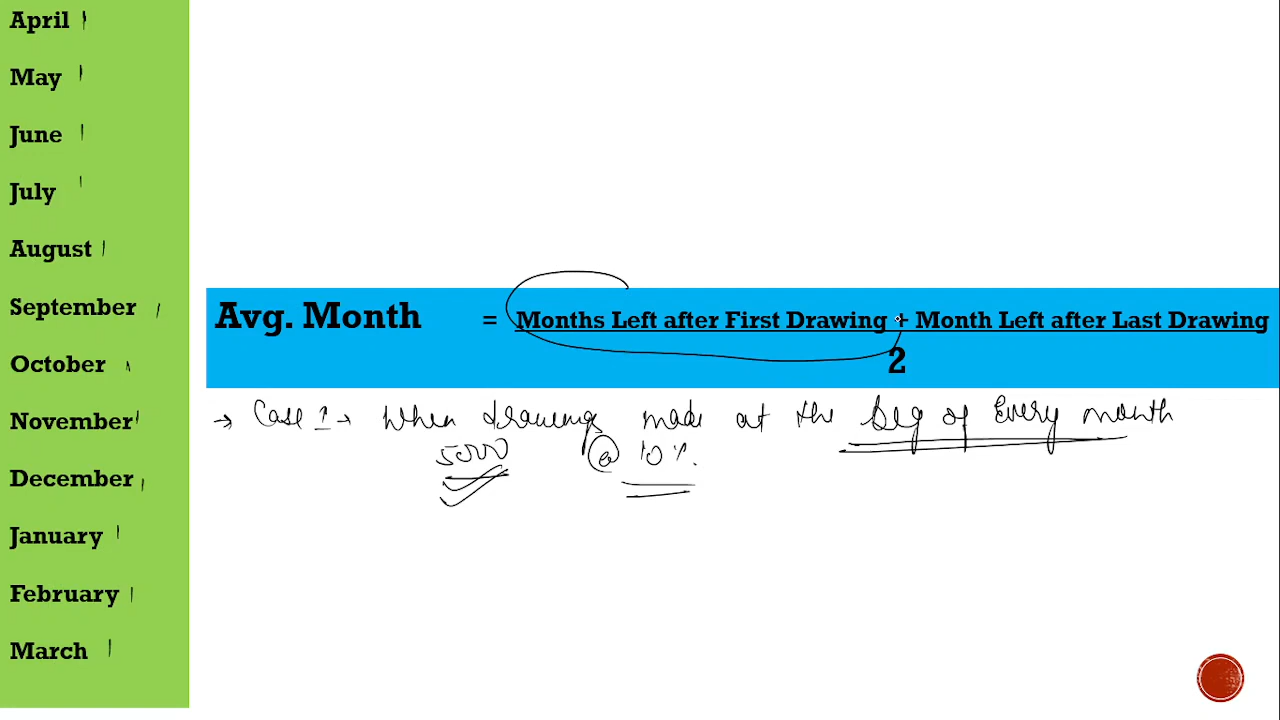 April
May
June
July
August
September
October
November
December
January
February
March
Avg. Month = Months Left after First Drawing + Month Left after Last Drawing
2
→ Case 1 → When drawings made at the beg of Every month
5000 @ 10%.